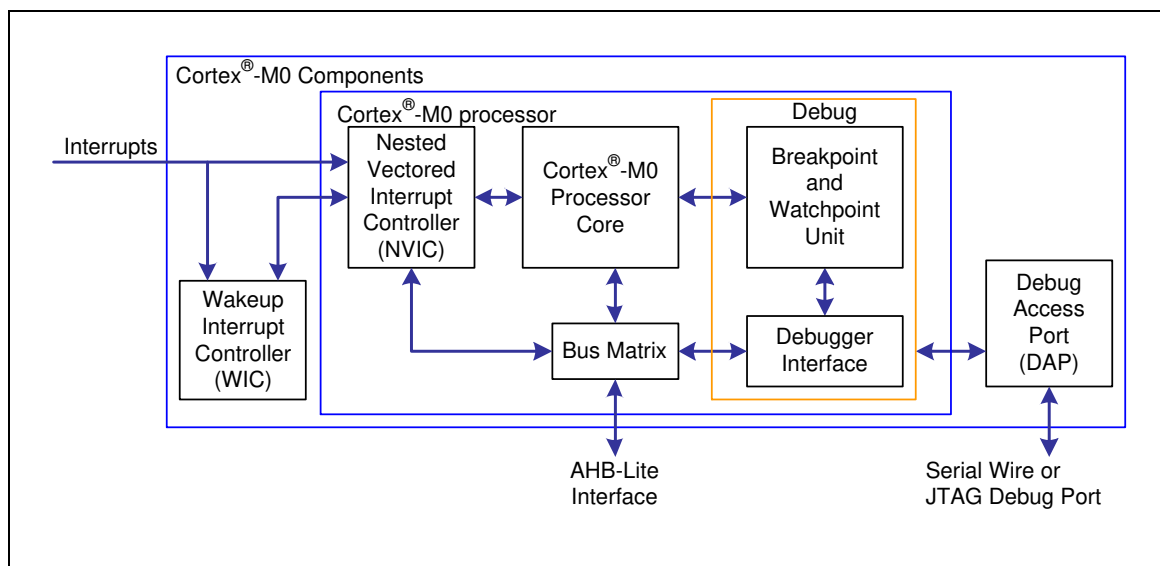 Cortex®-M0 Components
Cortex®-M0 processor
Debug
Interrupts
Nested
Vectored
Interrupt
Controller
(NVIC)
Cortex®-M0
Processor
Core
Breakpoint
and
Watchpoint
Unit
Wakeup
Interrupt
Controller
(WIC)
Bus Matrix
Debugger
Interface
Debug
Access
Port
(DAP)
AHB-Lite
Interface
Serial Wire or
JTAG Debug Port